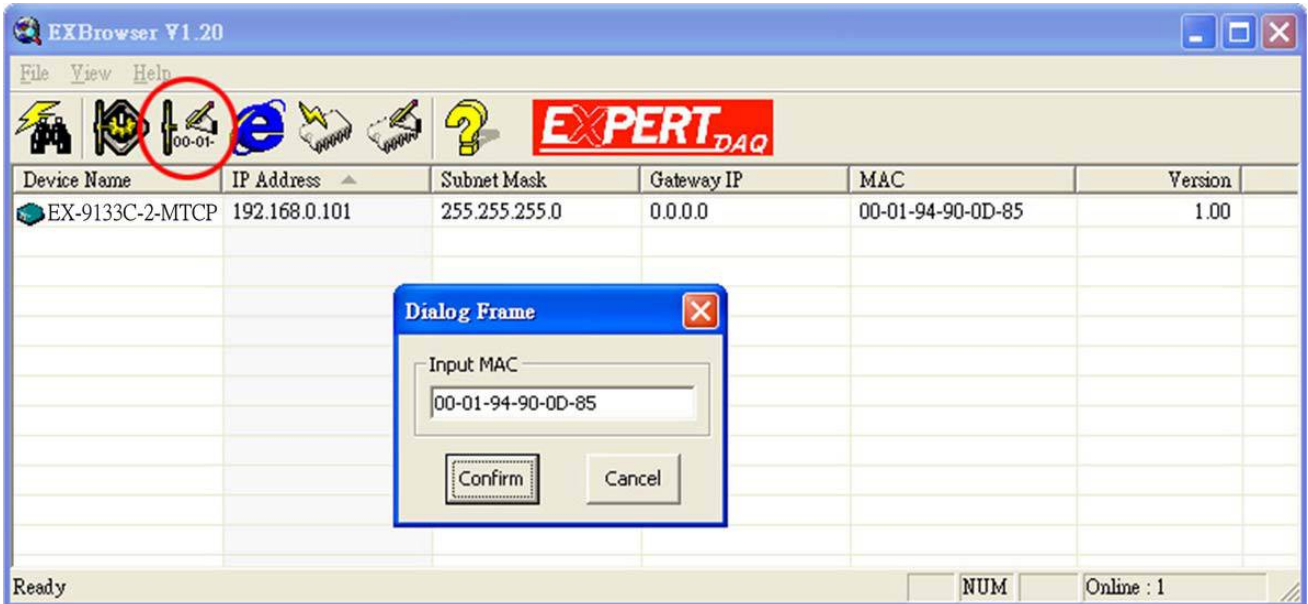 EXBrowser V1.20
File View Help
00-01-
EXPERT DAQ
Device Name IP Address Subnet Mask Gateway IP MAC Version
EX-9133C-2-MTCP 192.168.0.101 255.255.255.0 0.0.0.0 00-01-94-90-0D-85 1.00
Dialog Frame
Input MAC
00-01-94-90-0D-85
Confirm Cancel
Ready NUM Online : 1